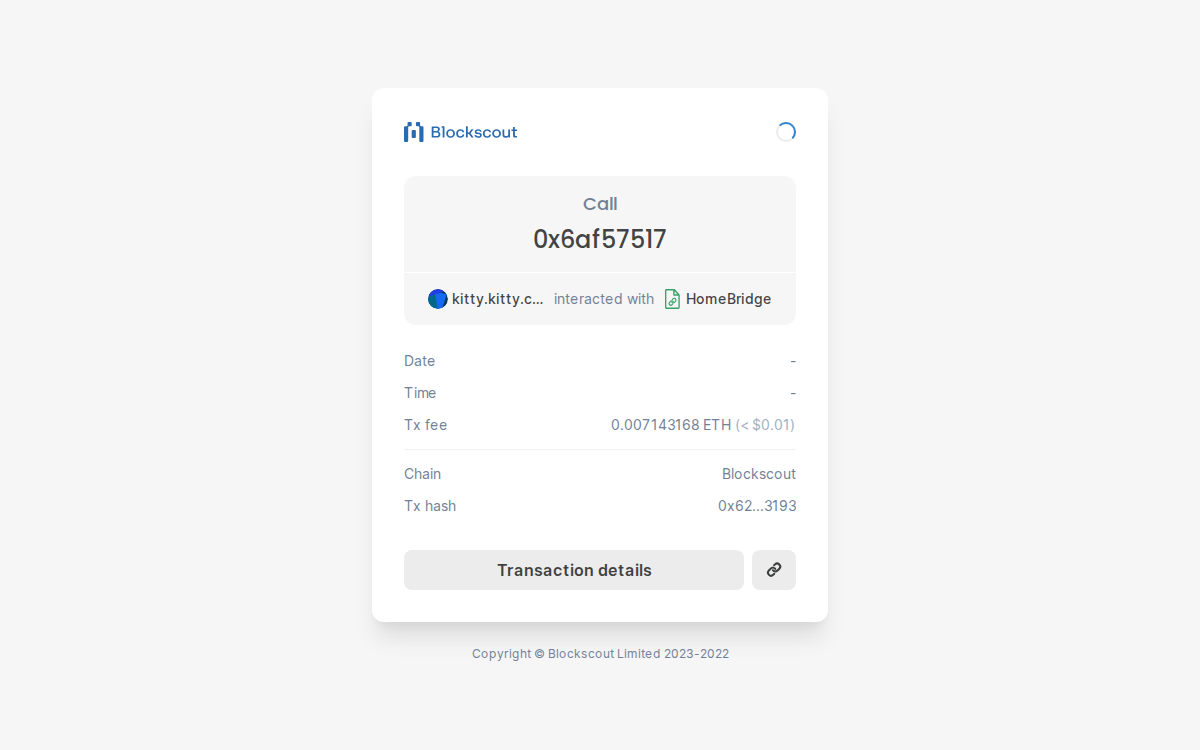 Blockscout
Call
0x6af57517
kitty.kitty.c... interacted with HomeBridge
Date -
Time -
Tx fee 0.007143168 ETH (< $0.01)
Chain Blockscout
Tx hash 0x62...3193
Transaction details
Copyright © Blockscout Limited 2023-2022